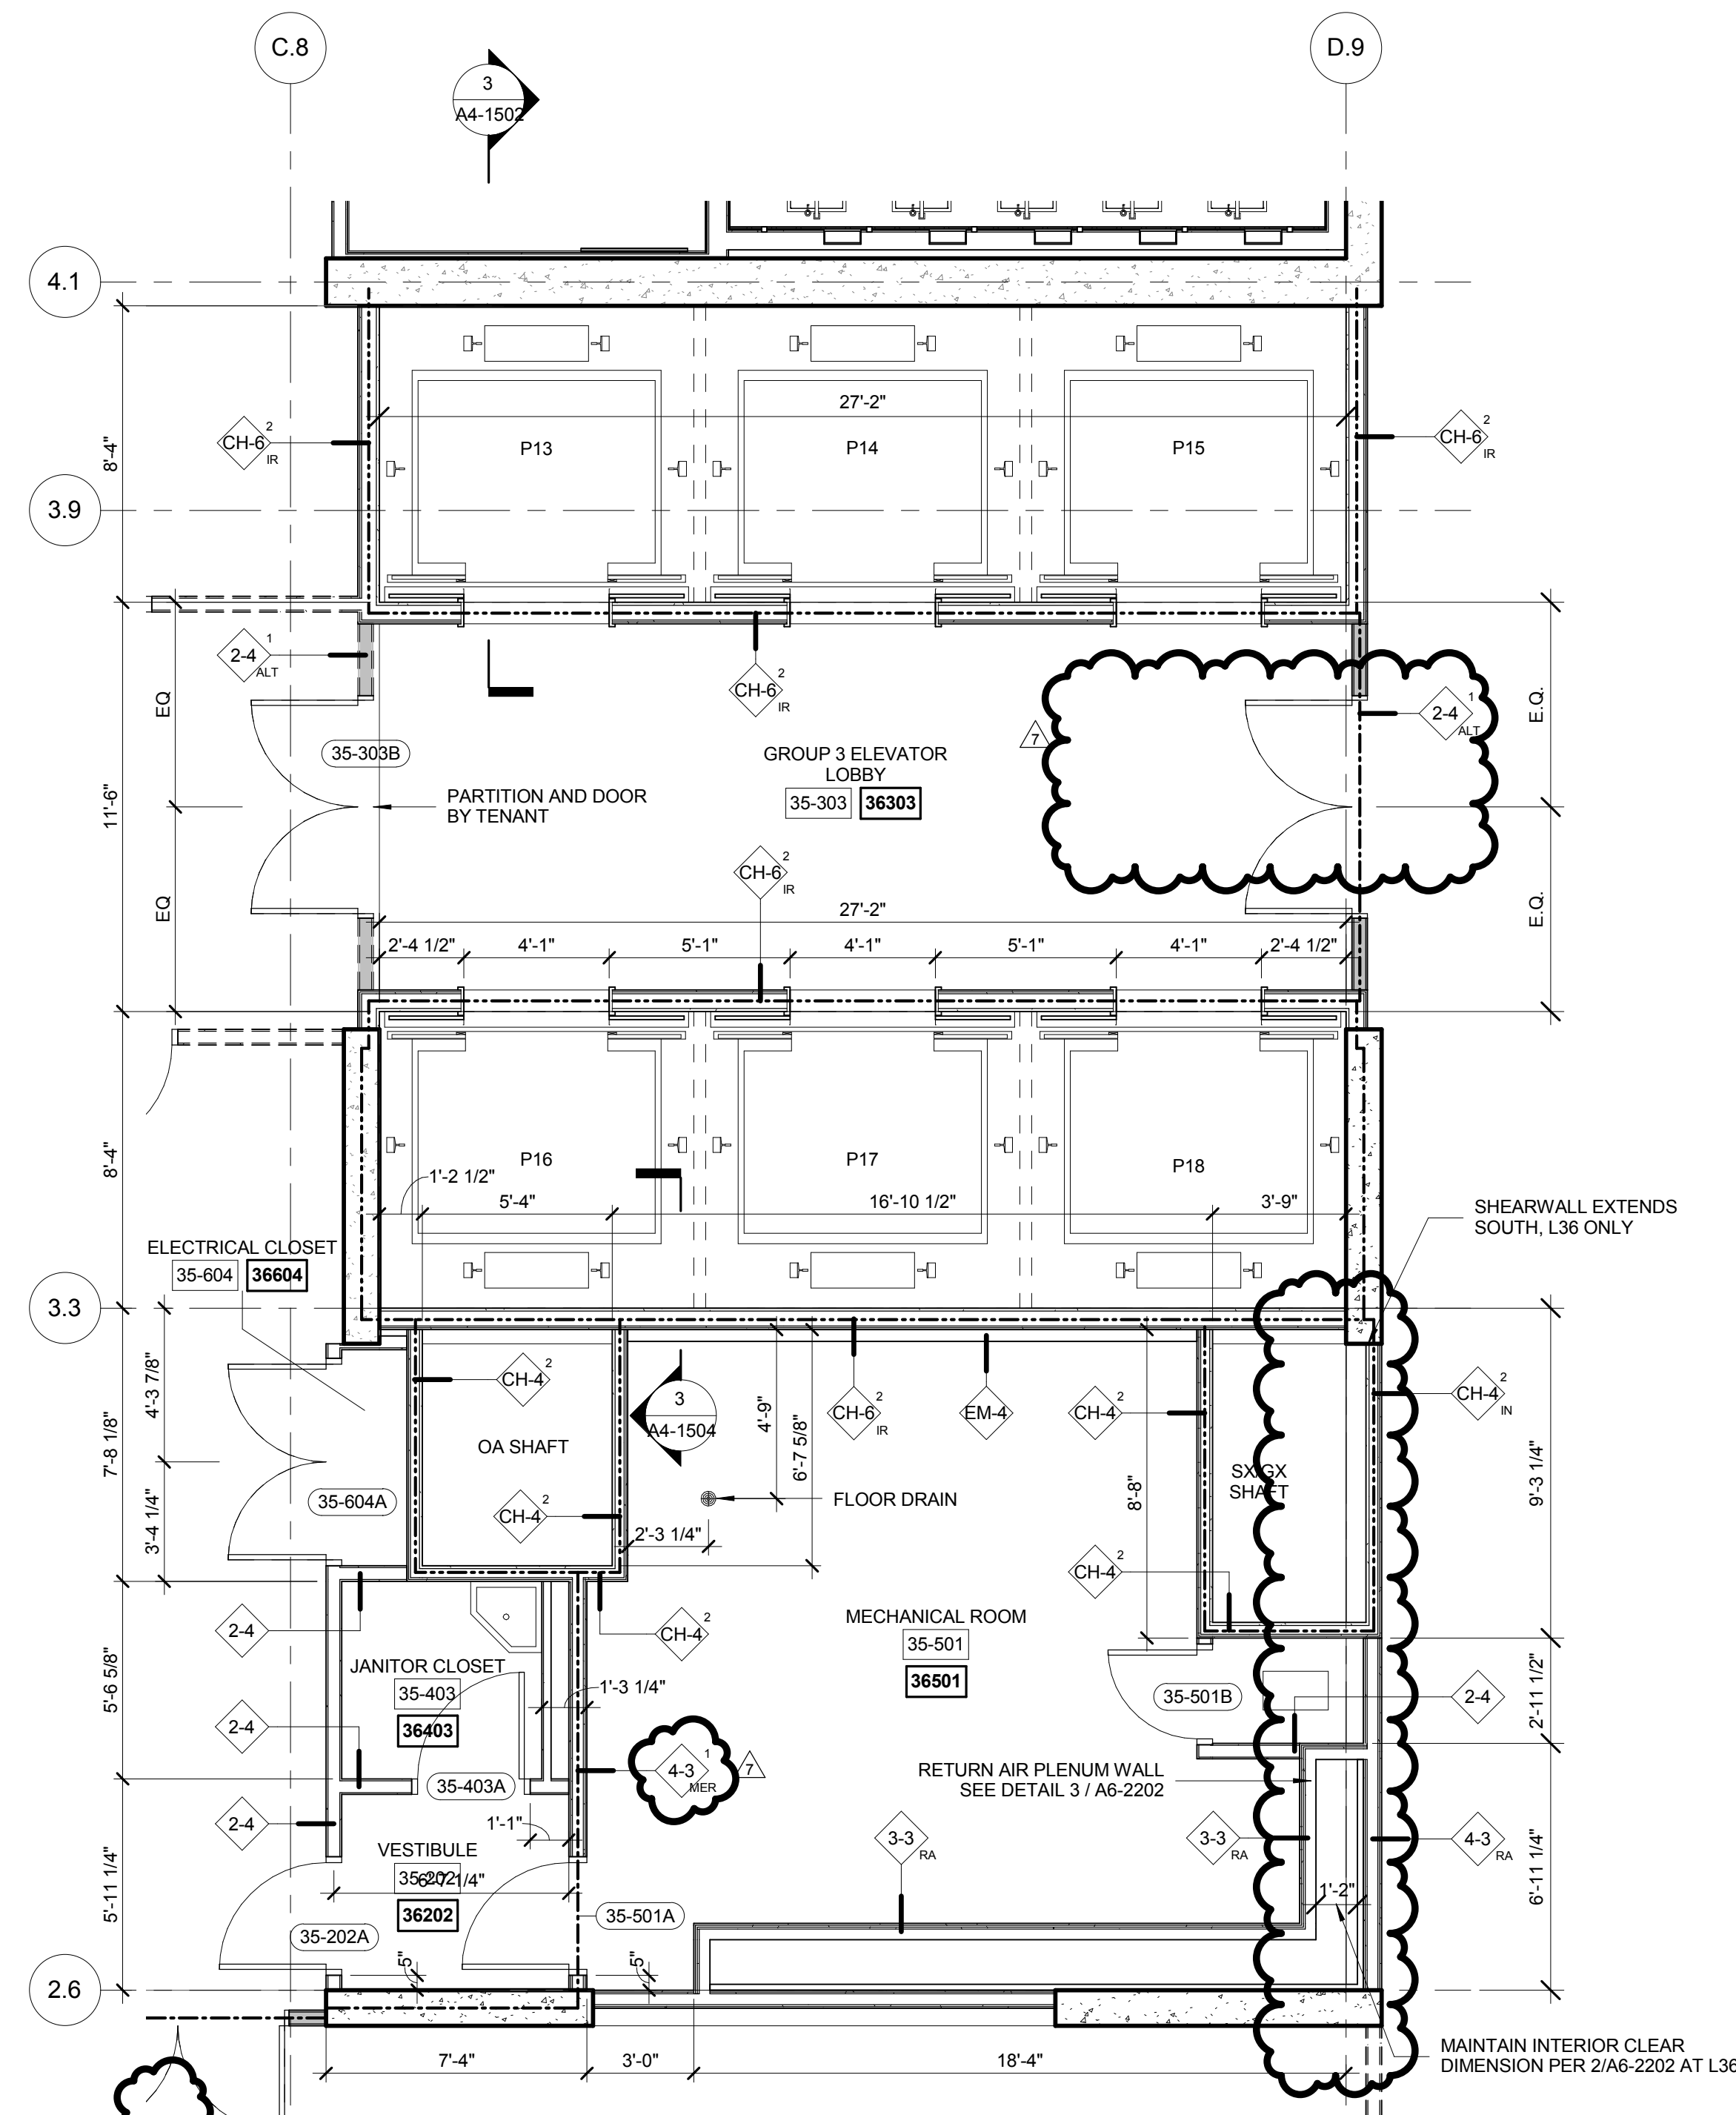 C.8
D.9
3
A4-1502
4.1
27'-2"
P13
P14
P15
CH-6
2
IR
CH-6
2
IR
8'-4"
3.9
2-4
1
ALT
CH-6
2
IR
2-4
1
ALT
EQ
E.Q.
7
35-303B
GROUP 3 ELEVATOR
LOBBY
35-303
36303
PARTITION AND DOOR
BY TENANT
11'-6"
CH-6
2
IR
EQ
E.Q.
27'-2"
2'-4 1/2"
4'-1"
5'-1"
4'-1"
5'-1"
4'-1"
2'-4 1/2"
8'-4"
P16
P17
P18
1'-2 1/2"
5'-4"
16'-10 1/2"
3'-9"
SHEARWALL EXTENDS
SOUTH, L36 ONLY
ELECTRICAL CLOSET
35-604
36604
3.3
4'-3 7/8"
7'-8 1/8"
3'-4 1/4"
CH-4
2
OA SHAFT
3
A4-1504
4'-9"
6'-7 5/8"
CH-6
2
IR
EM-4
CH-4
2
CH-4
2
IN
SX/GX
SHAFT
8'-8"
9'-3 1/4"
35-604A
CH-4
2
FLOOR DRAIN
2'-3 1/4"
CH-4
2
2-4
CH-4
2
MECHANICAL ROOM
35-501
36501
JANITOR CLOSET
35-403
36403
1'-3 1/4"
5'-6 5/8"
35-501B
2-4
2'-11 1/2"
2-4
35-403A
4-3
1
MER
7
RETURN AIR PLENUM WALL
SEE DETAIL 3 / A6-2202
2-4
1'-1"
VESTIBULE
35-202
6'-7 1/4"
36202
3-3
RA
3-3
RA
4-3
RA
1'-2"
6'-11 1/4"
5'-11 1/4"
35-202A
35-501A
5"
5"
2.6
7'-4"
3'-0"
18'-4"
MAINTAIN INTERIOR CLEAR
DIMENSION PER 2/A6-2202 AT L36